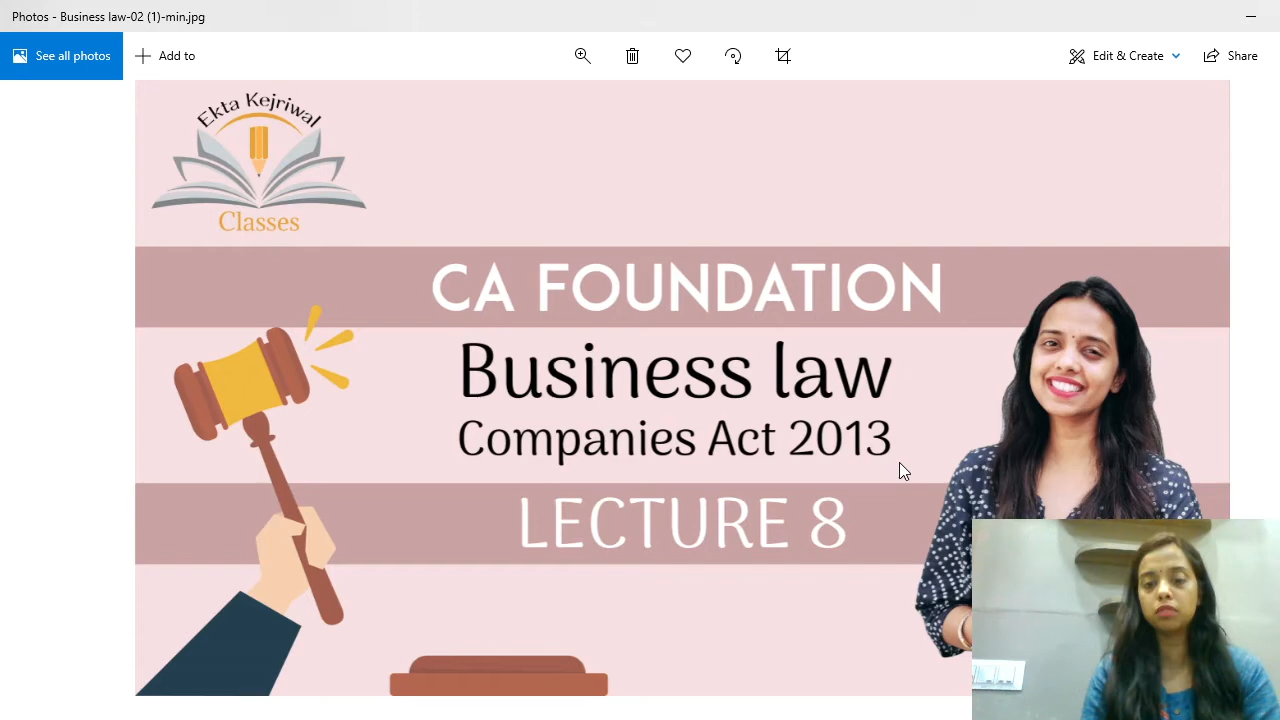 Photos - Business law-02 (1)-min.jpg
See all photos
Add to
Edit & Create
Share
Ekta Kejriwal
Classes
CA FOUNDATION
Business law
Companies Act 2013
LECTURE 8